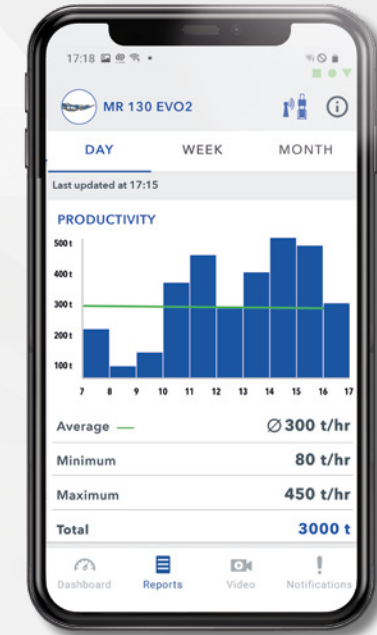 17:18
MR 130 EVO2
DAY WEEK MONTH
Last updated at 17:15
PRODUCTIVITY
500 t
400 t
300 t
200 t
100 t
7 8 9 10 11 12 13 14 15 16 17
Average Ø 300 t/hr
Minimum 80 t/hr
Maximum 450 t/hr
Total 3000 t
Dashboard Reports Video Notifications